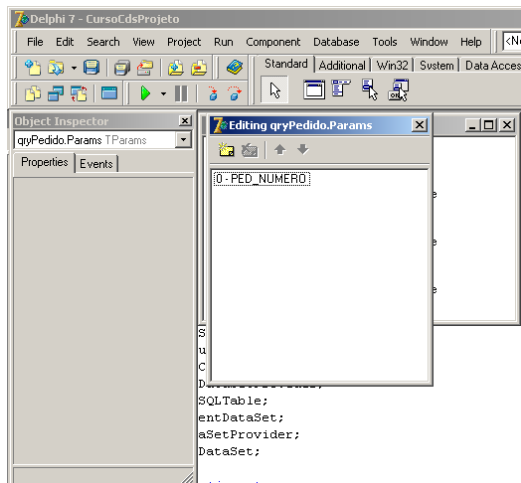 Delphi 7 - CursoCdsProjeto
File Edit Search View Project Run Component Database Tools Window Help
Standard Additional Win32 System Data Acces
Object Inspector
qryPedido.Params TParams
Properties Events
Editing qryPedido.Params
0 - PED_NUMERO
SQLTable;
entDataSet;
aSetProvider;
DataSet;